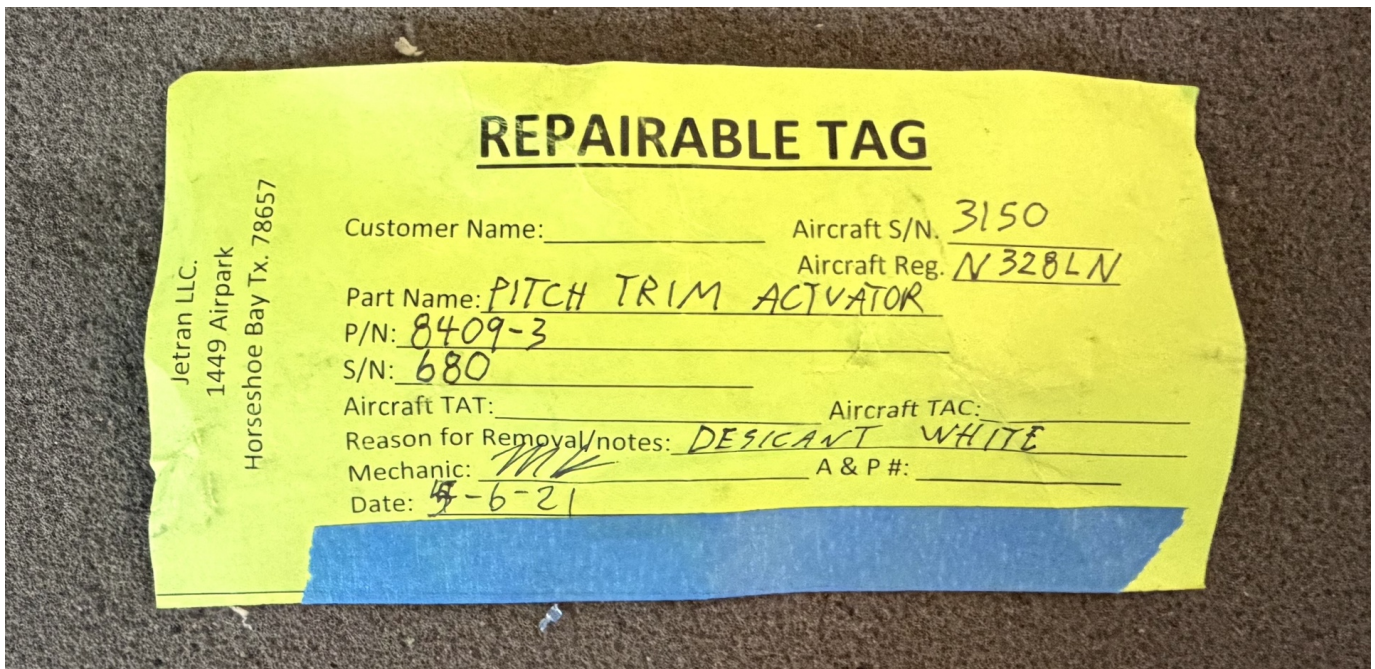 REPAIRABLE TAG
Jetran LLC.
1449 Airpark
Horseshoe Bay Tx. 78657
Customer Name:
Aircraft S/N. 3150
Aircraft Reg. N328LN
Part Name: PITCH TRIM ACTUATOR
P/N: 8409-3
S/N: 680
Aircraft TAT: Aircraft TAC:
Reason for Removal/notes: DESICANT WHITE
Mechanic: A & P #:
Date: -6-21